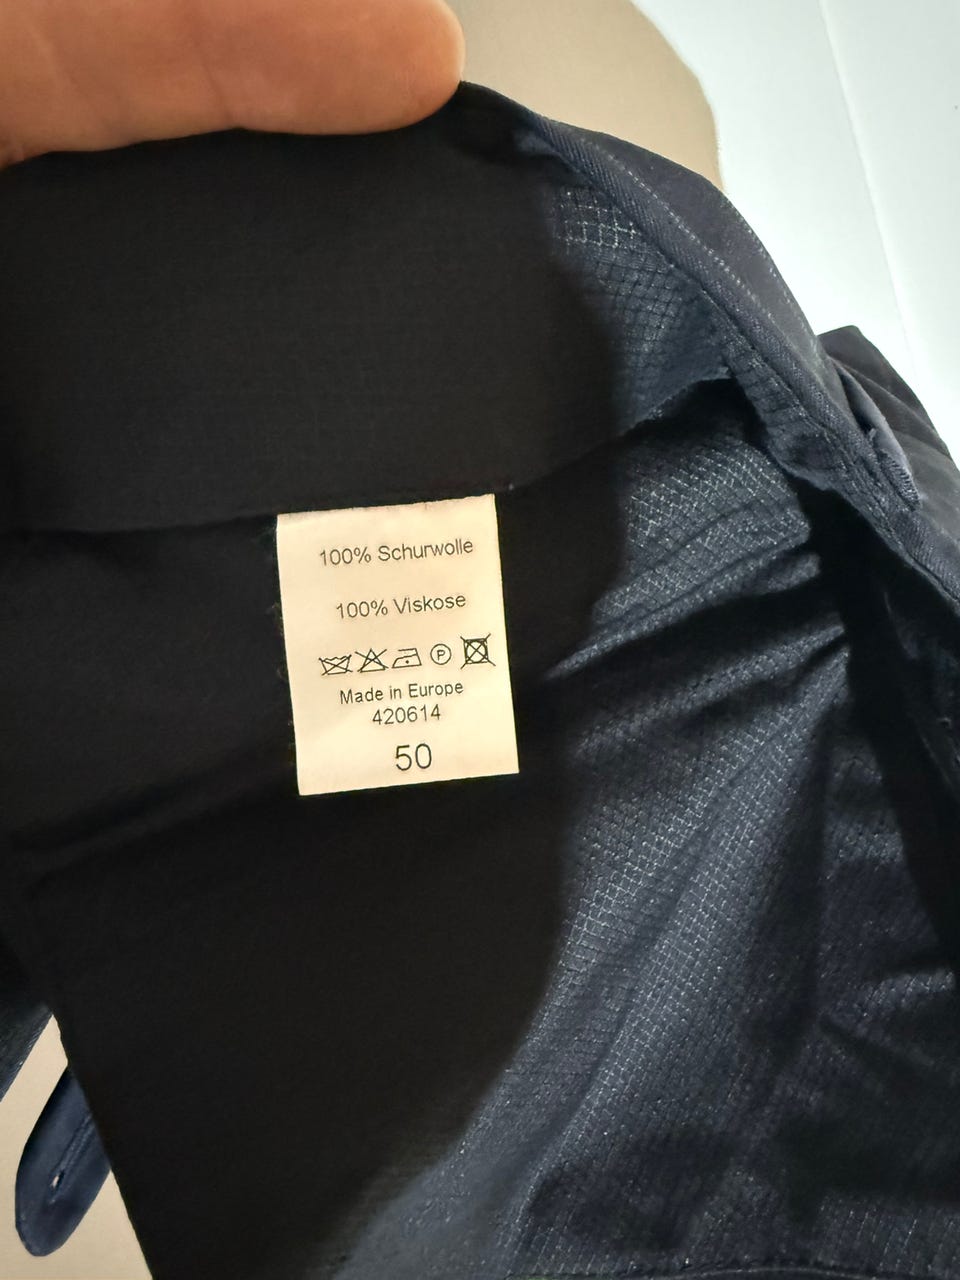 100% Schurwolle
100% Viskose
P
Made in Europe
420614
50